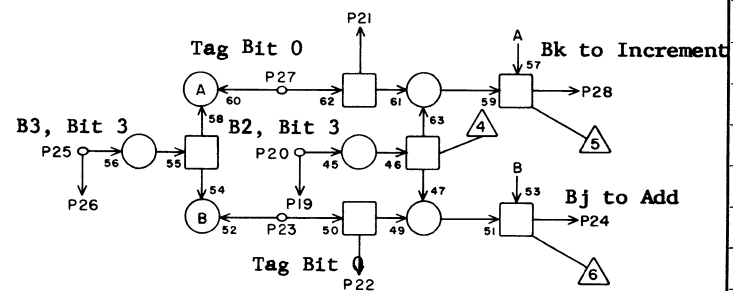 P21
Tag Bit 0
A
Bk to Increment
P27
57
A
60
62
61
59
P28
58
63
4
5
B3, Bit 3
B2, Bit 3
P25
56
55
P20
45
46
P26
54
P19
47
B
53
Bj to Add
B
52
P23
50
49
51
P24
Tag Bit 0
P22
6